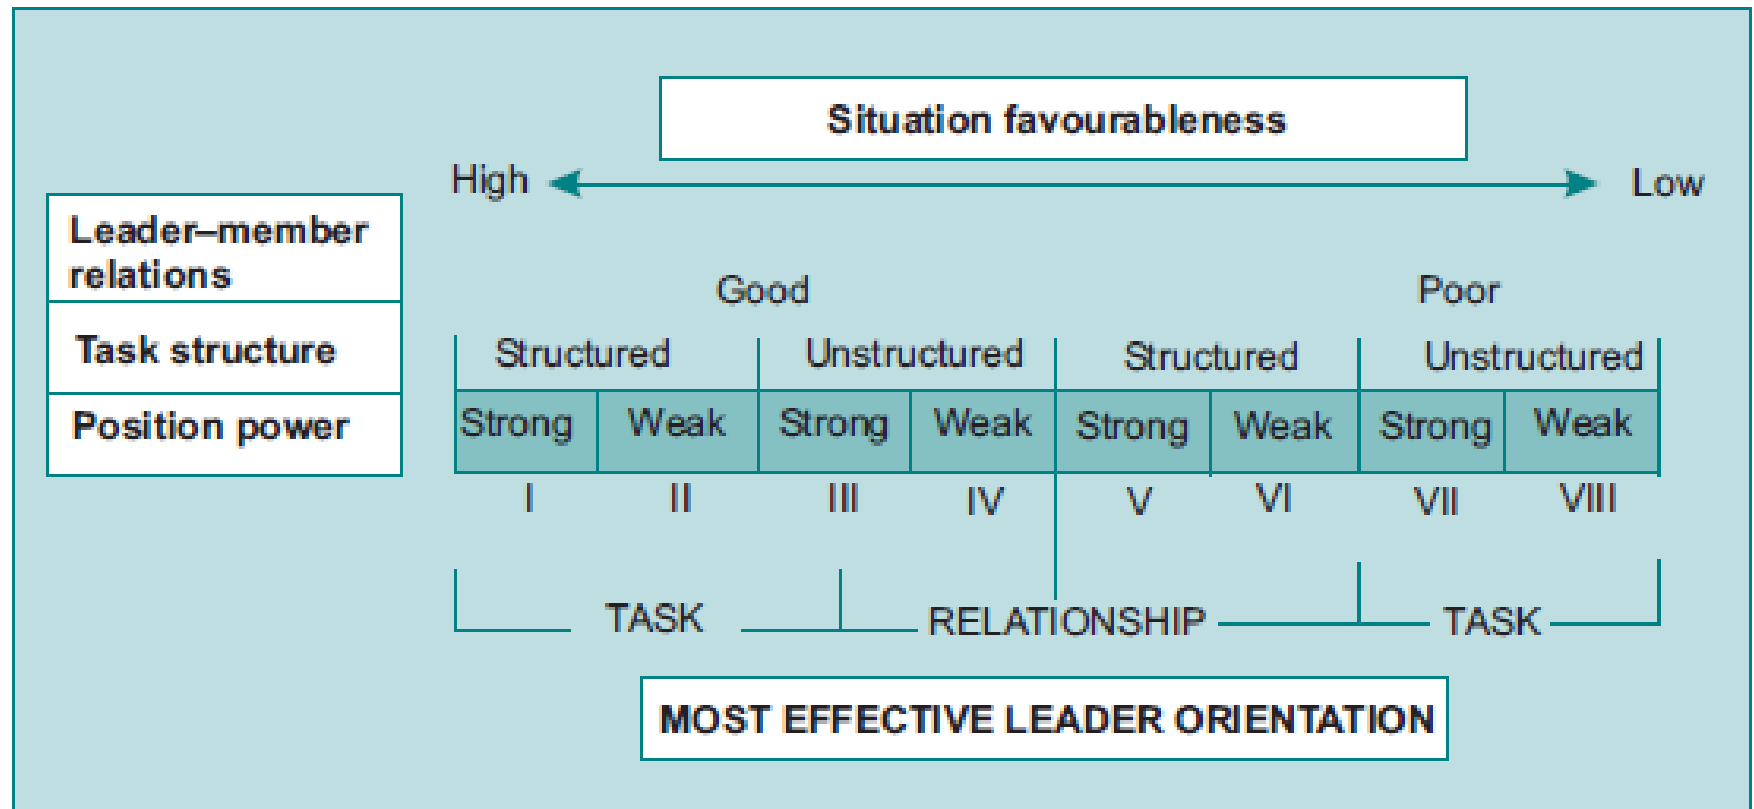 Situation favourableness
High Low
Leader–member
relations
Good Poor
Task structure
Structured Unstructured Structured Unstructured
Position power
Strong Weak Strong Weak Strong Weak Strong Weak
I II III IV V VI VII VIII
TASK RELATIONSHIP TASK
MOST EFFECTIVE LEADER ORIENTATION